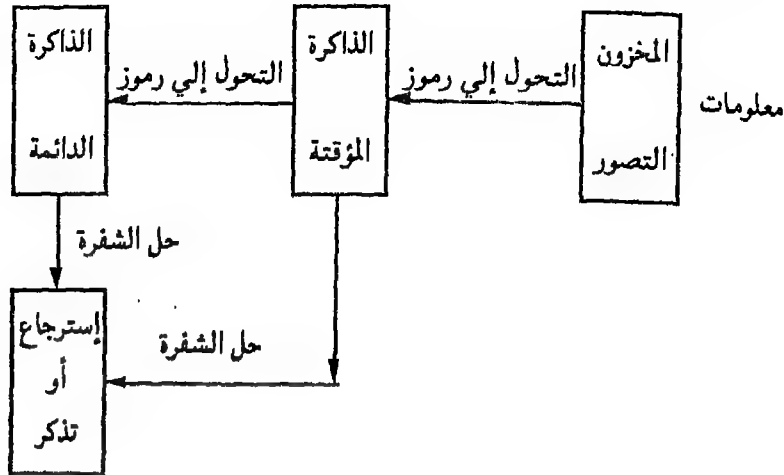 معلومات
المخزون
التصور
التحول إلي رموز
الذاكرة
المؤقتة
التحول إلي رموز
الذاكرة
الدائمة
حل الشفرة
حل الشفرة
إسترجاع
أو
تذكر